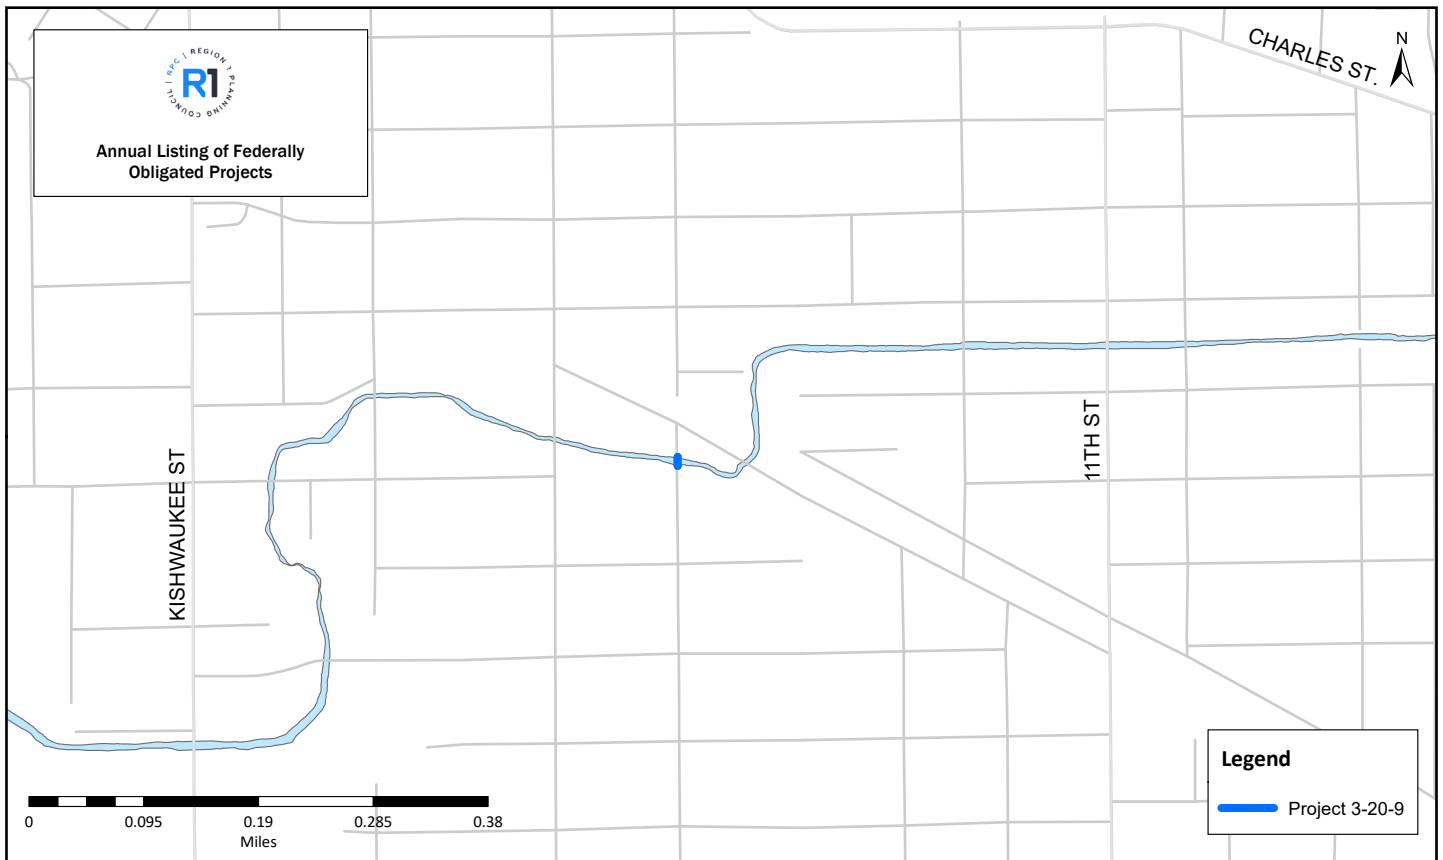 RPC | REGION 1 PLANNING COUNCIL |
R1
Annual Listing of Federally
Obligated Projects
CHARLES ST.
N
KISHWAUKEE ST
11TH ST
Legend
Project 3-20-9
0 0.095 0.19 0.285 0.38
Miles